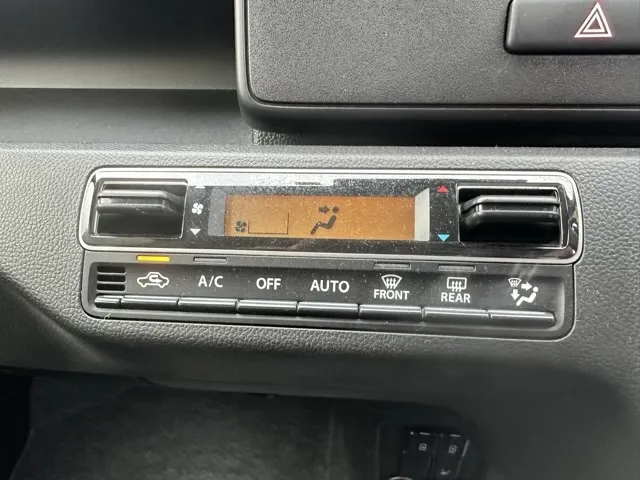 A/C OFF AUTO FRONT REAR